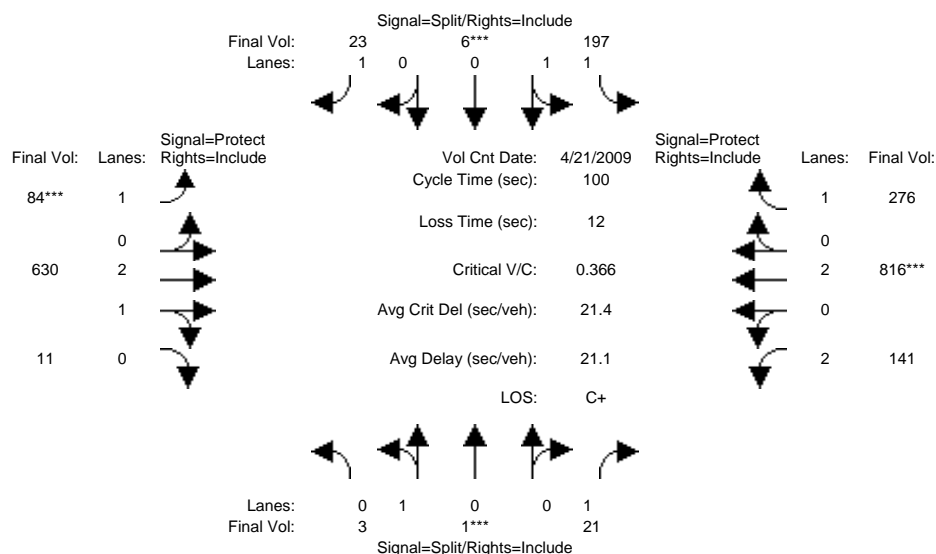 Signal=Split/Rights=Include
Final Vol: 23 6*** 197
Lanes: 1 0 0 1 1
Signal=Protect
Final Vol: Lanes: Rights=Include
Vol Cnt Date: 4/21/2009
Signal=Protect
Rights=Include Lanes: Final Vol:
Cycle Time (sec): 100
84*** 1
1 276
Loss Time (sec): 12
0
0
630 2
Critical V/C: 0.366
2 816***
1
Avg Crit Del (sec/veh): 21.4
0
11 0
Avg Delay (sec/veh): 21.1
2 141
LOS: C+
Lanes: 0 1 0 0 1
Final Vol: 3 1*** 21
Signal=Split/Rights=Include